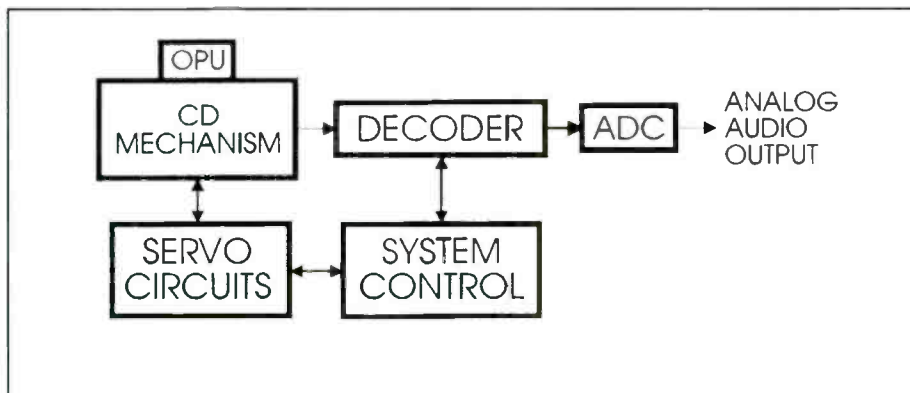 OPU
CD
MECHANISM
DECODER
ADC
ANALOG
AUDIO
OUTPUT
SERVO
CIRCUITS
SYSTEM
CONTROL